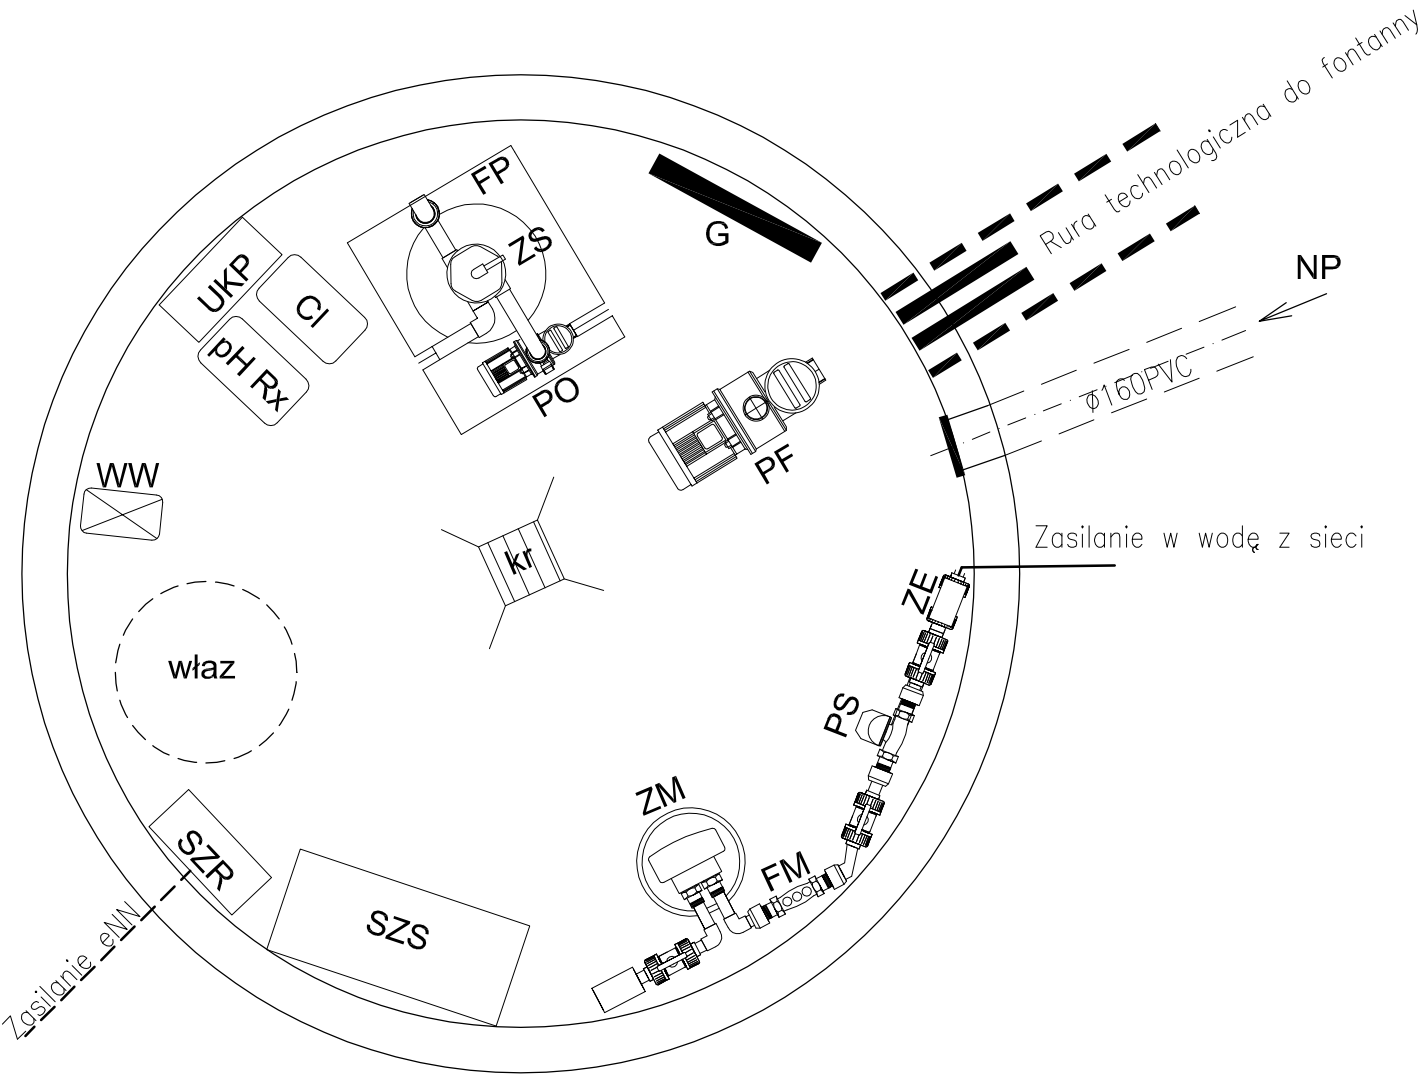 Rura technologiczna do fontanny
FP
ZS
G
NP
UKP
Cl
pH Rx
PO
ø160PVC
PF
WW
kr
Zasilanie w wodę z sieci
ZE
właz
PS
ZM
SZR
FM
SZS
Zasilanie eNN